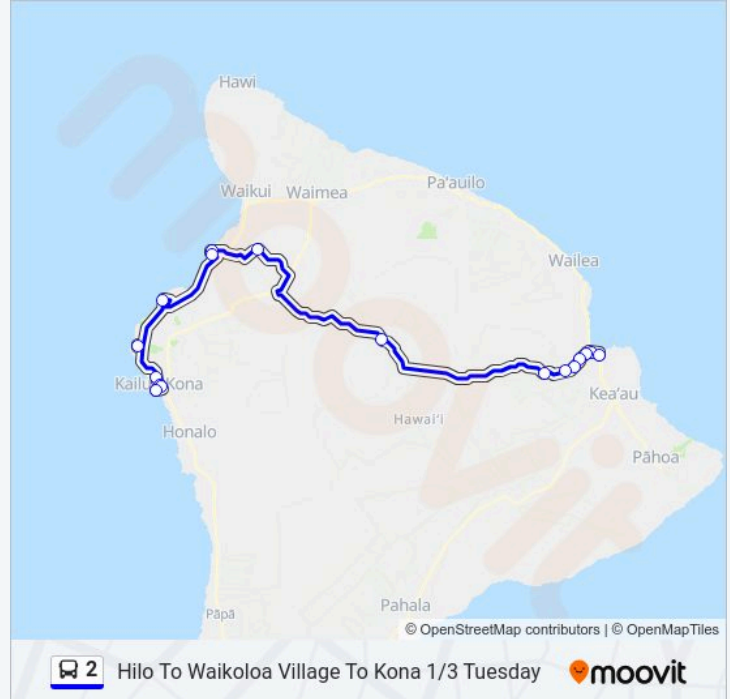 Hawi
Waikui
Waimea
Pa'auilo
Wailea
Kailua-Kona
Kea'au
Hawai'i
Honalo
Pāhoa
Pāpā
Pahala
© OpenStreetMap contributors | © OpenMapTiles
2 Hilo To Waikoloa Village To Kona 1/3 Tuesday
moovit
moovit